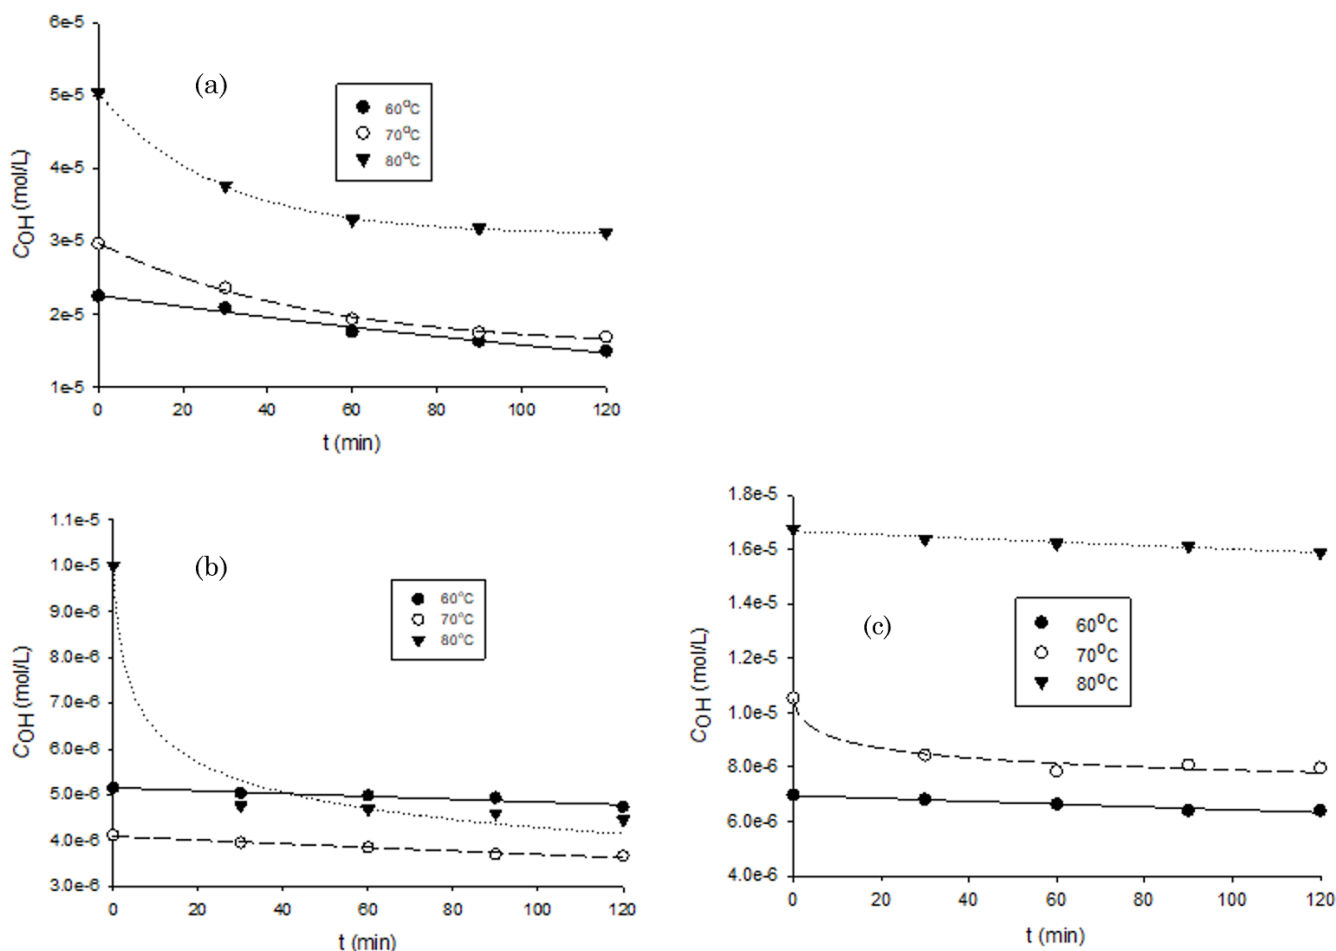 (a)
6e-5
5e-5
4e-5
3e-5
2e-5
1e-5
C_OH (mol/L)
60°C
70°C
80°C
0 20 40 60 80 100 120
t (min)
(b)
1.1e-5
1.0e-5
9.0e-6
8.0e-6
7.0e-6
6.0e-6
5.0e-6
4.0e-6
3.0e-6
C_OH (mol/L)
60°C
70°C
80°C
0 20 40 60 80 100 120
t (min)
(c)
1.8e-5
1.6e-5
1.4e-5
1.2e-5
1.0e-5
8.0e-6
6.0e-6
4.0e-6
C_OH (mol/L)
60°C
70°C
80°C
0 20 40 60 80 100 120
t (min)